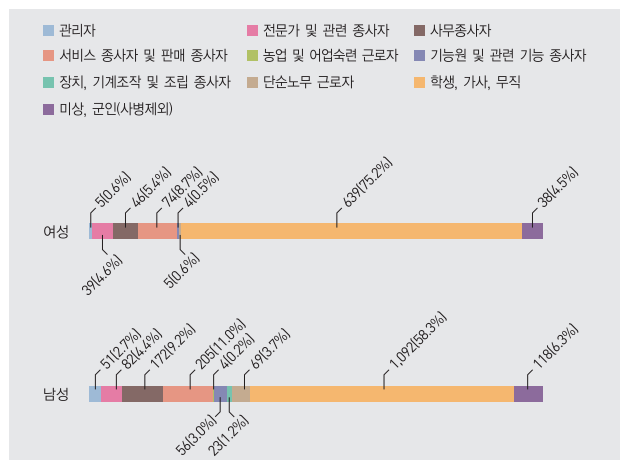 관리자 전문가 및 관련 종사자 사무종사자
서비스 종사자 및 판매 종사자 농업 및 어업숙련 근로자 기능원 및 관련 기능 종사자
장치, 기계조작 및 조립 종사자 단순노무 근로자 학생, 가사, 무직
미상, 군인(사병제외)
5(0.6%) 46(5.4%) 74(8.7%) 4(0.5%) 639(75.2%) 38(4.5%)
여성
39(4.6%) 5(0.6%)
51(2.7%) 82(4.4%) 172(9.2%) 205(11.0%) 4(0.2%) 69(3.7%) 1,092(58.3%) 118(6.3%)
남성
56(3.0%) 23(1.2%)